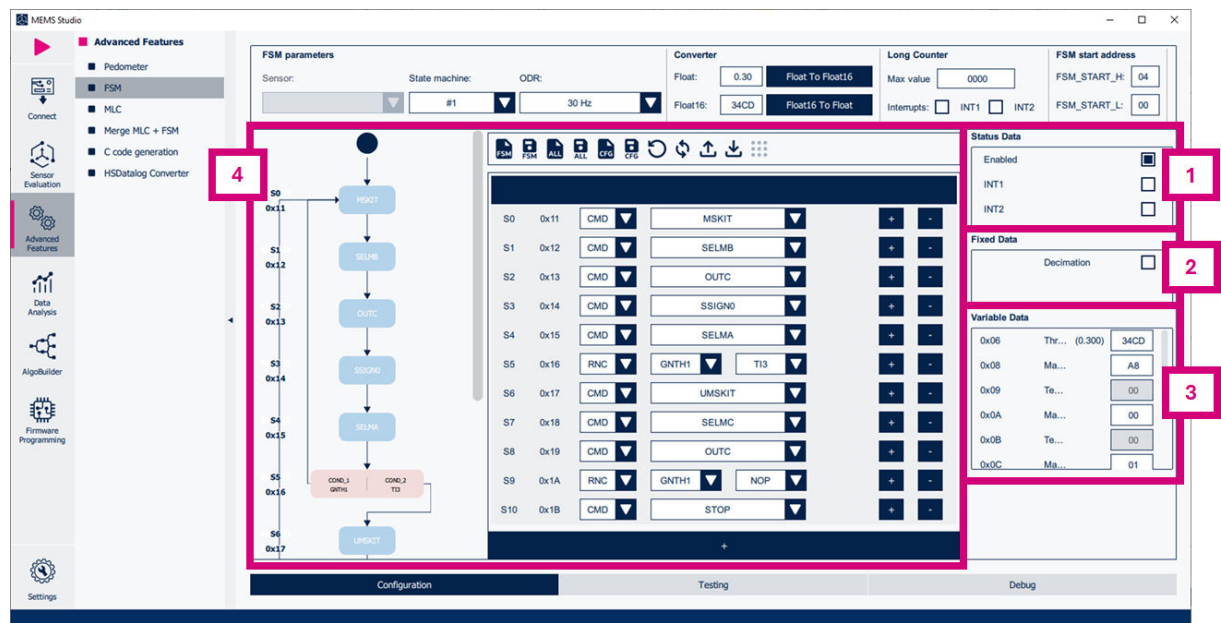 MEMS Studio
Connect
Sensor
Evaluation
Advanced
Features
Data
Analysis
AlgoBuilder
Firmware
Programming
Settings
Advanced Features
Pedometer
FSM
MLC
Merge MLC + FSM
C code generation
HSDatalog Converter
FSM parameters
Sensor: State machine: ODR:
#1 30 Hz
Converter
Float: 0.30 Float To Float16
Float16: 34CD Float16 To Float
Long Counter
Max value 0000
Interrupts: INT1 INT2
FSM start address
FSM_START_H: 04
FSM_START_L: 00
4
S0
0x11
MSKIT
S1
0x12
SELMB
S2
0x13
OUTC
S3
0x14
SSIGN0
S4
0x15
SELMA
S5
0x16
COND_1 COND_2
GNTH1 TI3
S6
0x17
UMSKIT
FSM FSM ALL ALL CFG CFG
S0 0x11 CMD MSKIT + -
S1 0x12 CMD SELMB + -
S2 0x13 CMD OUTC + -
S3 0x14 CMD SSIGN0 + -
S4 0x15 CMD SELMA + -
S5 0x16 RNC GNTH1 TI3 + -
S6 0x17 CMD UMSKIT + -
S7 0x18 CMD SELMC + -
S8 0x19 CMD OUTC + -
S9 0x1A RNC GNTH1 NOP + -
S10 0x1B CMD STOP + -
+
Status Data
Enabled
INT1
INT2
1
Fixed Data
Decimation
2
Variable Data
0x06 Thr... (0.300) 34CD
0x08 Ma... A8
0x09 Te... 00
0x0A Ma... 00
0x0B Te... 00
0x0C Ma... 01
3
Configuration Testing Debug